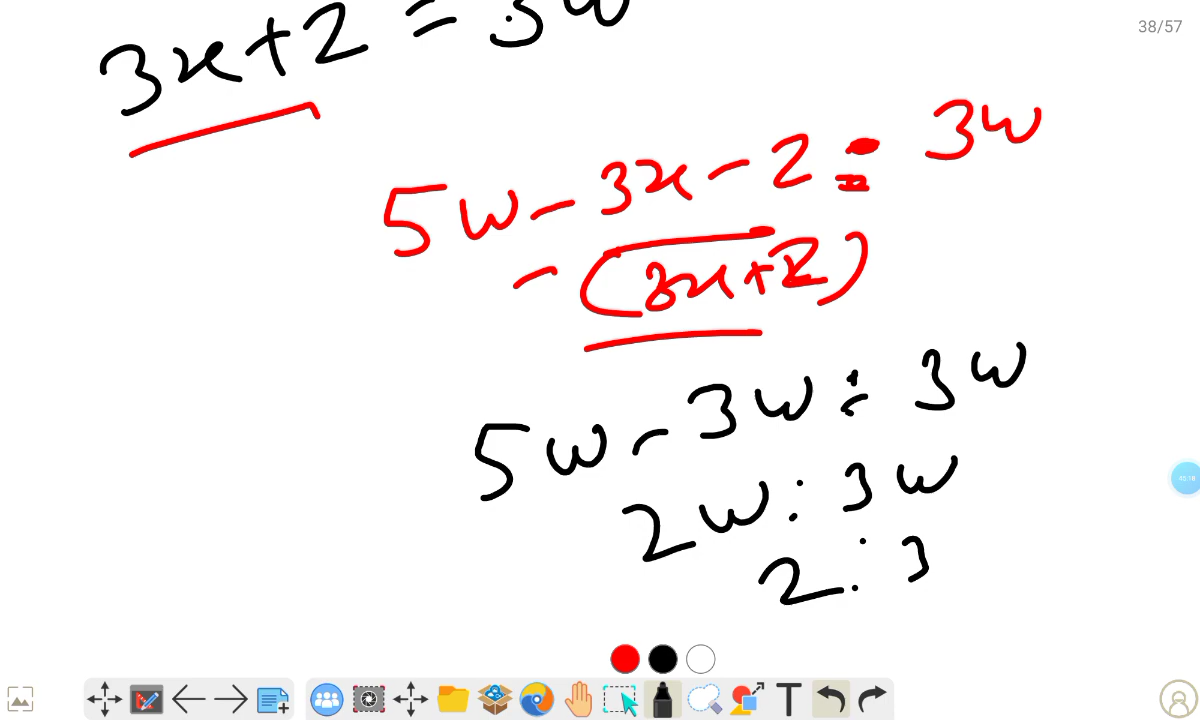 38/57
3x+2 = 3w
5w - 3x - 2 : 3w
- (3x+2)
5w - 3w : 3w
2w : 3w
2 : 3
T